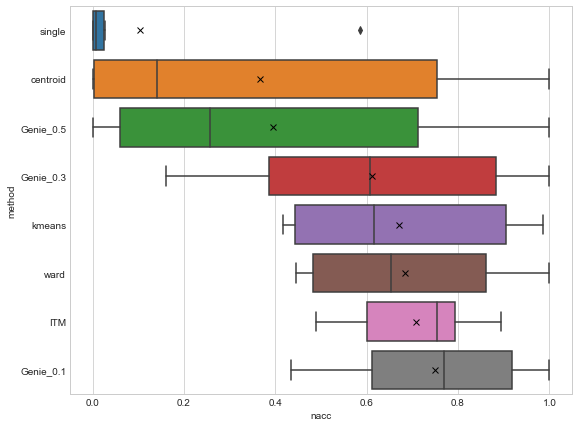 single
centroid
Genie_0.5
Genie_0.3
kmeans
ward
ITM
Genie_0.1
method
0.0 0.2 0.4 0.6 0.8 1.0
nacc